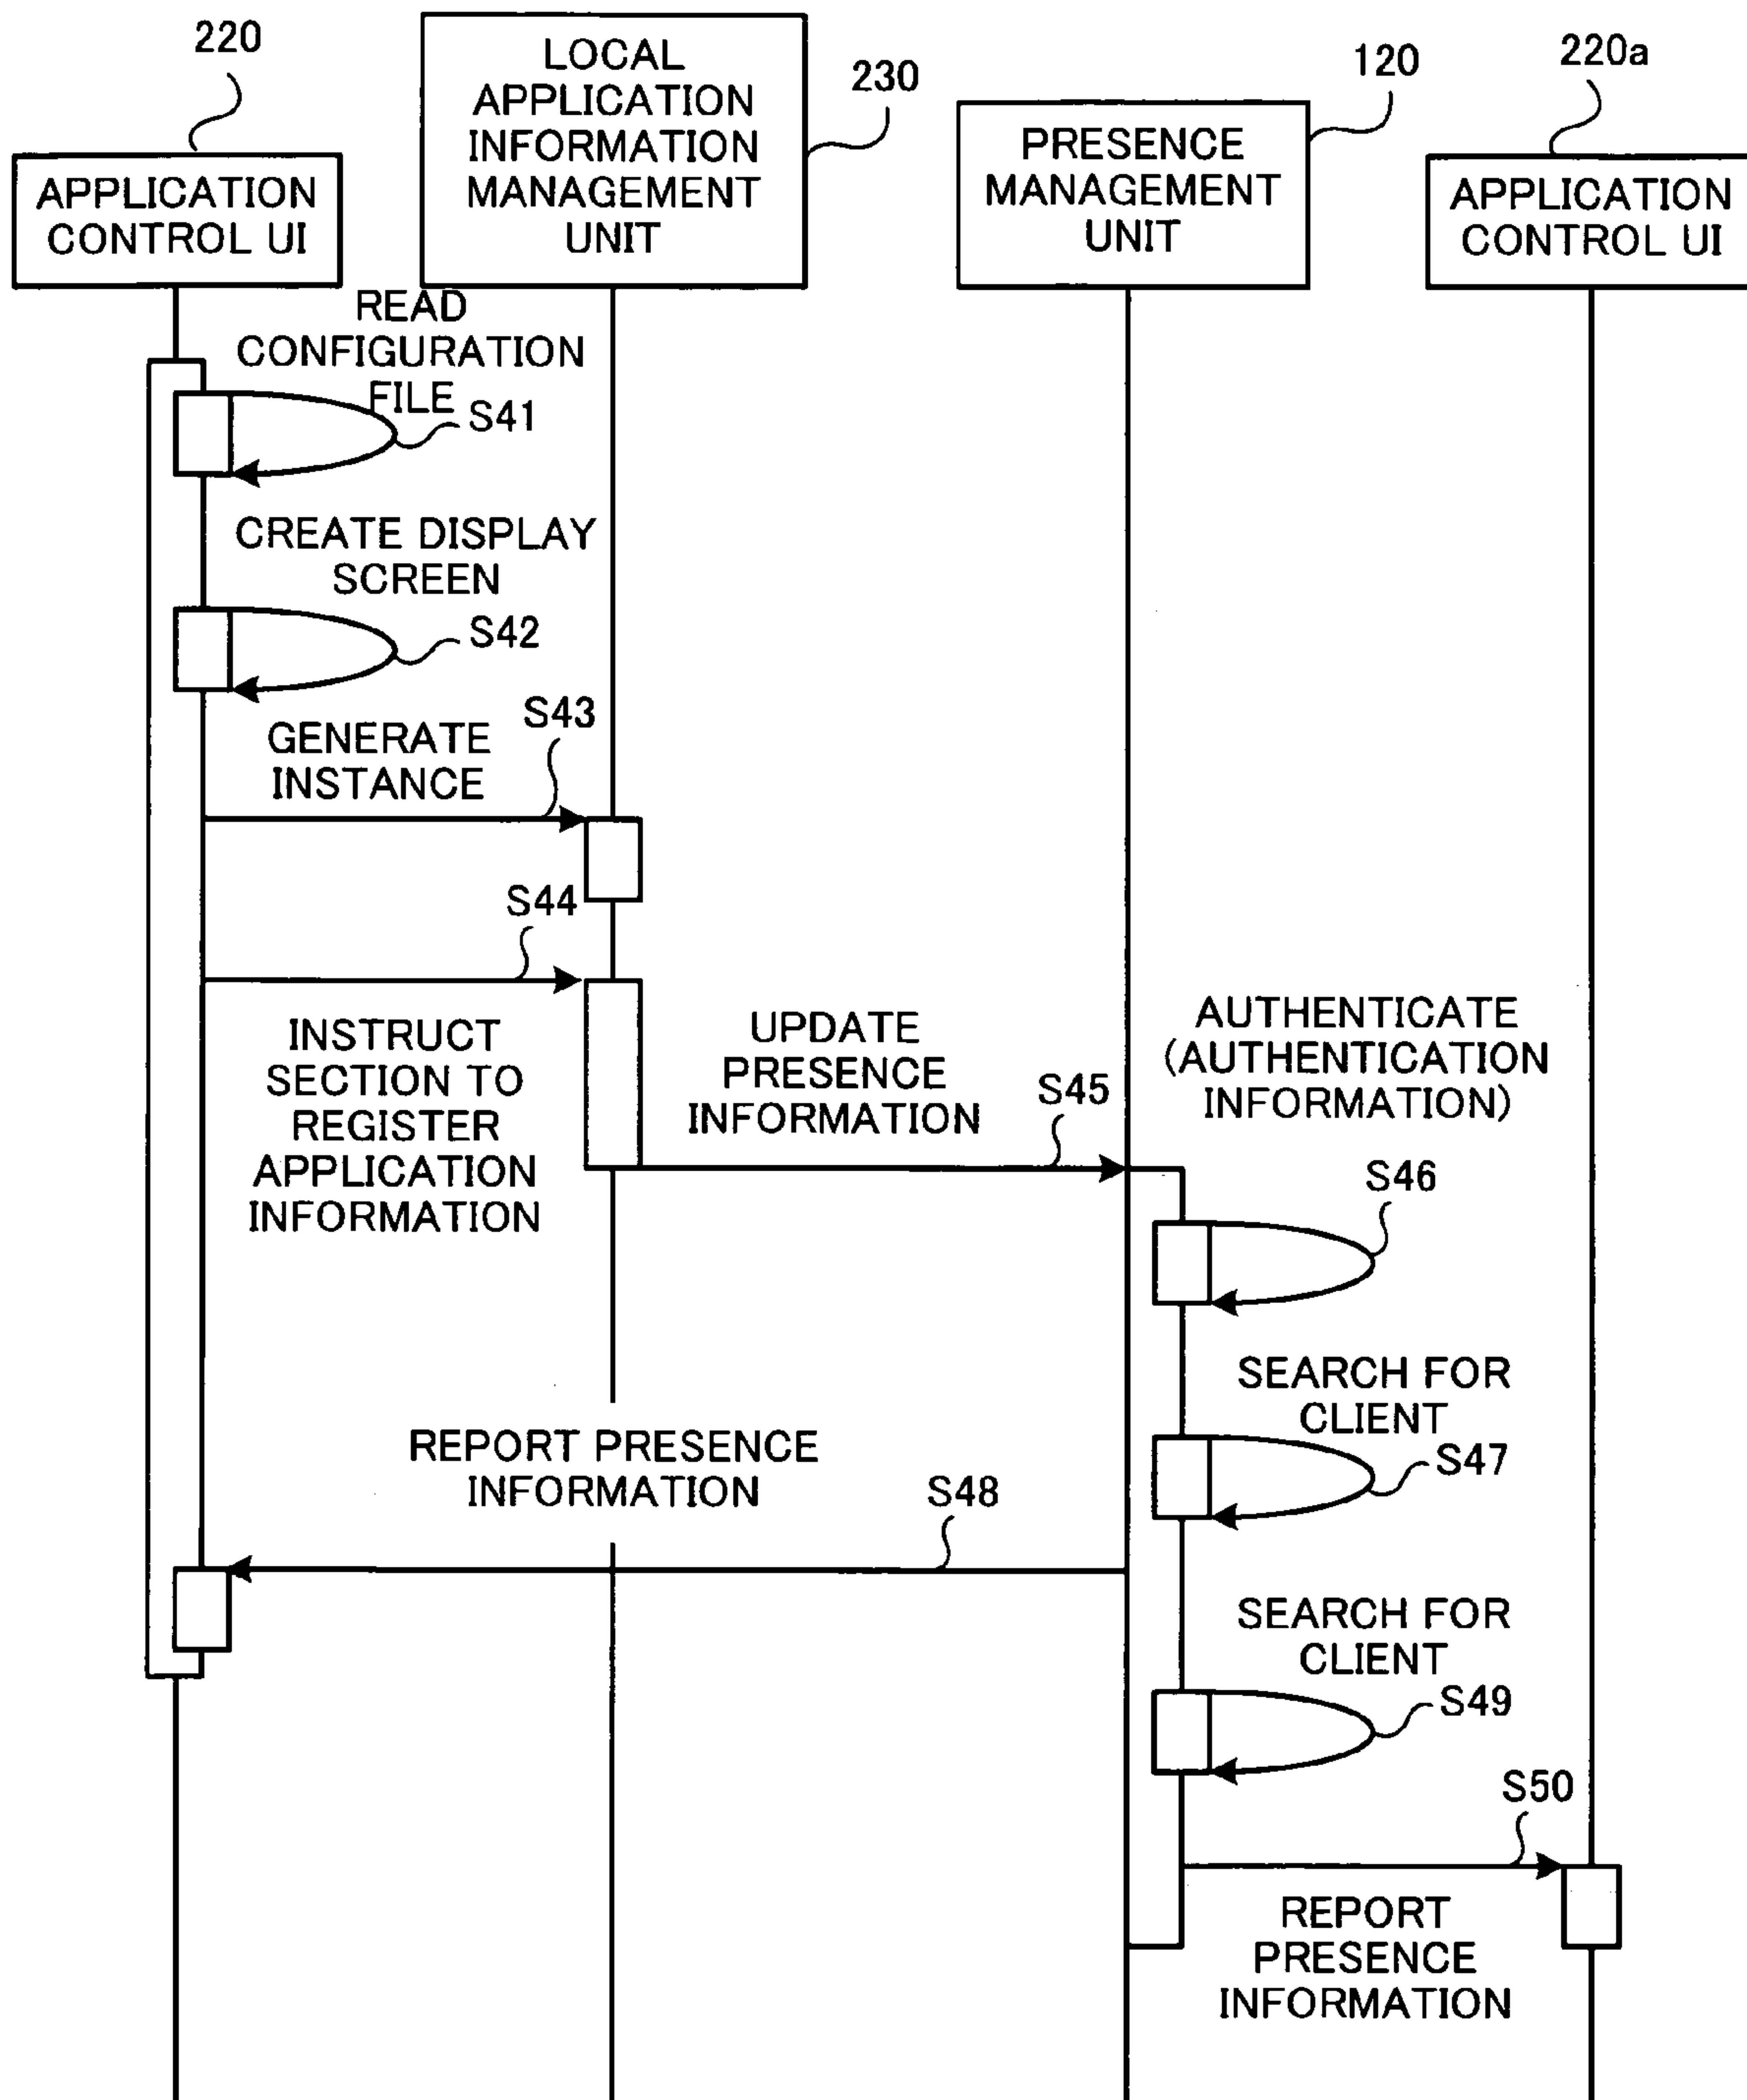 220
LOCAL
APPLICATION
INFORMATION
MANAGEMENT
UNIT
230
120
220a
APPLICATION
CONTROL UI
PRESENCE
MANAGEMENT
UNIT
APPLICATION
CONTROL UI
READ
CONFIGURATION
FILE
S41
CREATE DISPLAY
SCREEN
S42
S43
GENERATE
INSTANCE
S44
INSTRUCT
SECTION TO
REGISTER
APPLICATION
INFORMATION
UPDATE
PRESENCE
INFORMATION
S45
AUTHENTICATE
(AUTHENTICATION
INFORMATION)
S46
SEARCH FOR
CLIENT
S47
REPORT PRESENCE
INFORMATION
S48
SEARCH FOR
CLIENT
S49
S50
REPORT
PRESENCE
INFORMATION